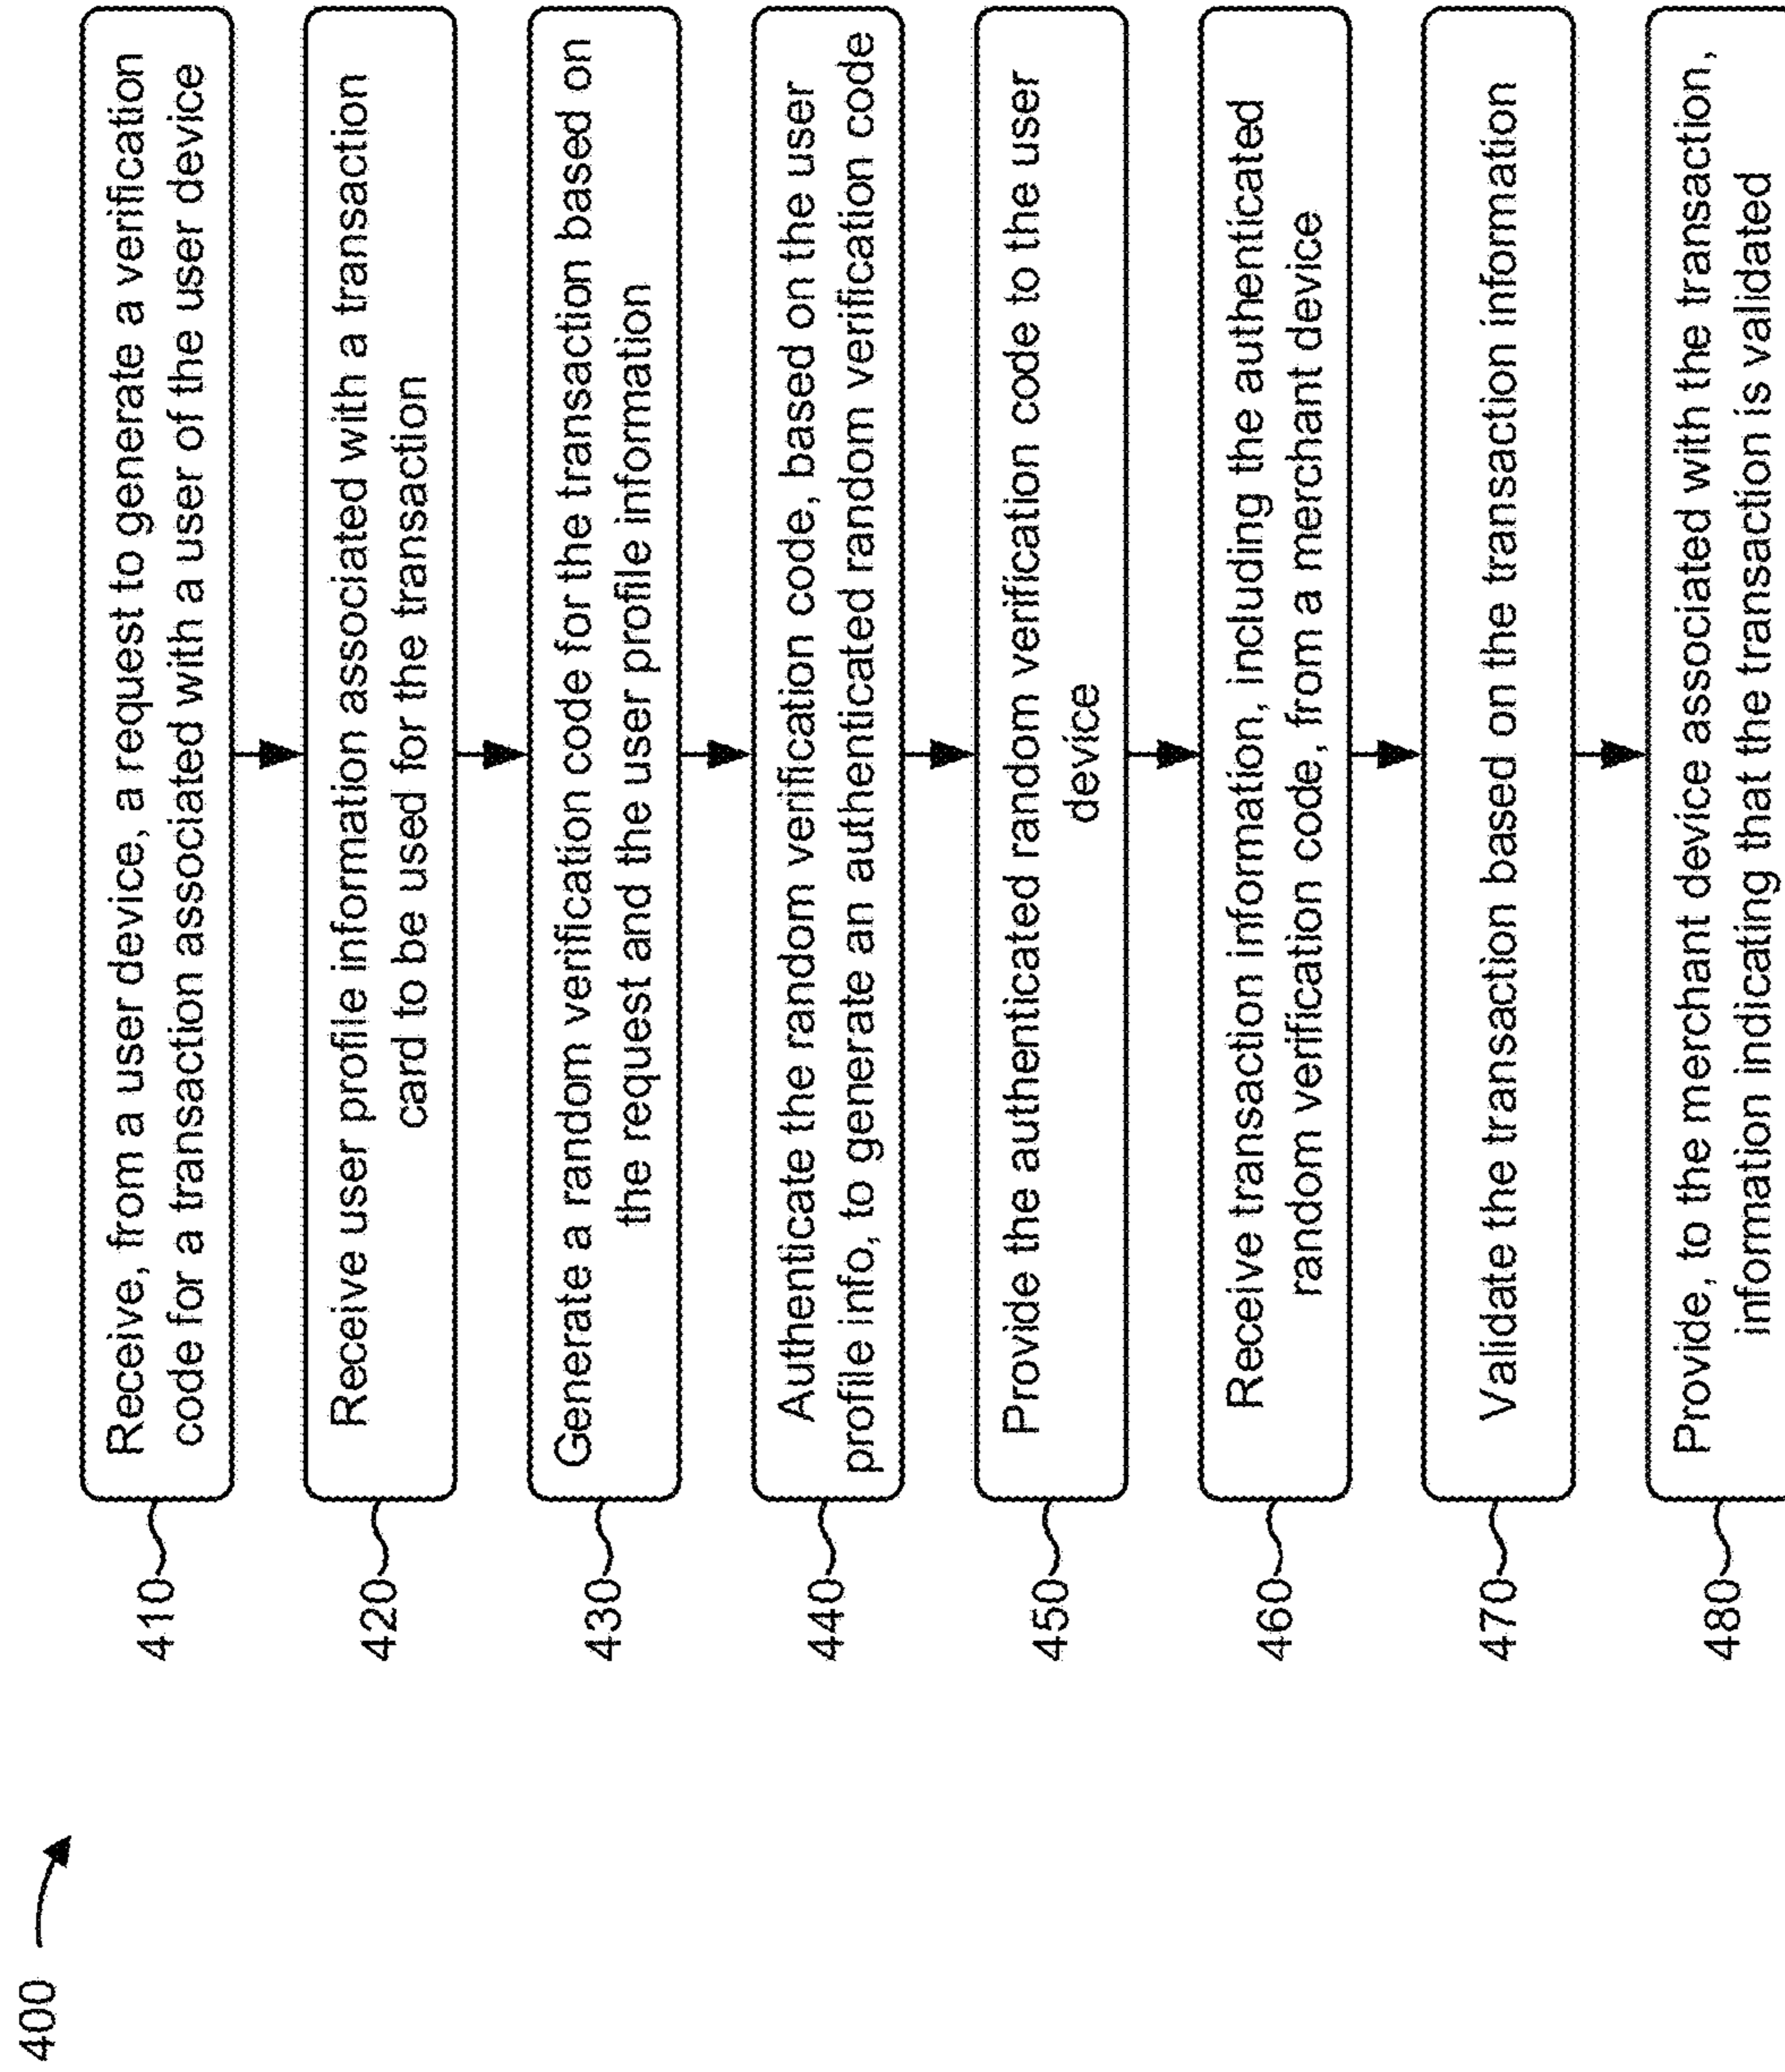 400
410
Receive, from a user device, a request to generate a verification
code for a transaction associated with a user of the user device
420
Receive user profile information associated with a transaction
card to be used for the transaction
430
Generate a random verification code for the transaction based on
the request and the user profile information
440
Authenticate the random verification code, based on the user
profile info, to generate an authenticated random verification code
450
Provide the authenticated random verification code to the user
device
460
Receive transaction information, including the authenticated
random verification code, from a merchant device
470
Validate the transaction based on the transaction information
480
Provide, to the merchant device associated with the transaction,
information indicating that the transaction is validated